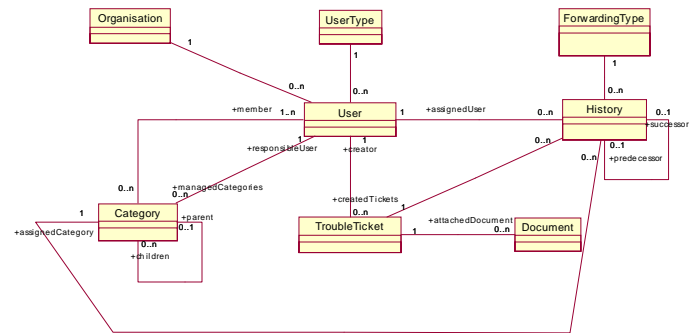 Organisation
UserType
ForwardingType
1
1
1
0..n
0..n
0..n
+member
1..n
User
1
+assignedUser
0..n
History
0..1
+successor
+responsibleUser
1
1
+creator
0..n
0..1
+predecessor
0..n
0..n
+managedCategories
0..n
+createdTickets
1
0..n
1
Category
+parent
0..1
+assignedCategory
0..n
+children
TroubleTicket
1
+attachedDocument
0..n
Document